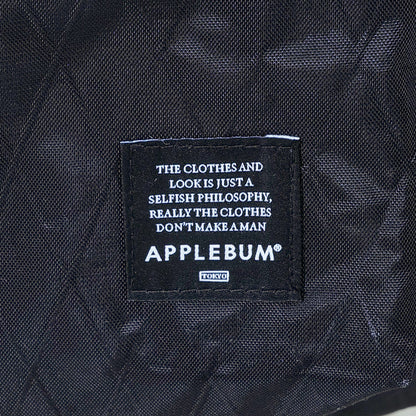 THE CLOTHES AND
LOOK IS JUST A
SELFISH PHILOSOPHY,
REALLY THE CLOTHES
DON'T MAKE A MAN
APPLEBUM®
TOKYO